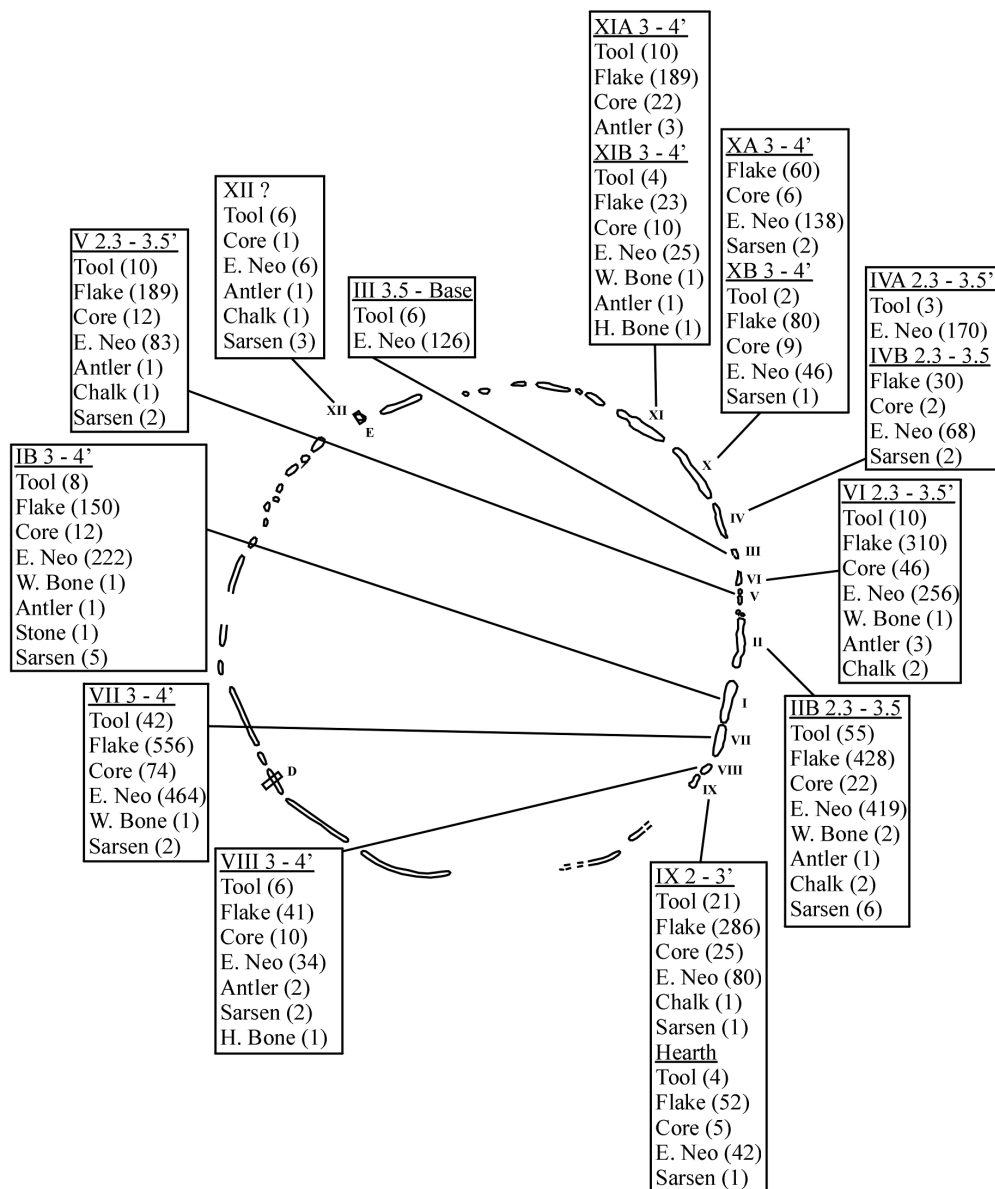 XIA 3 - 4'
Tool (10)
Flake (189)
Core (22)
Antler (3)
XIB 3 - 4'
Tool (4)
Flake (23)
Core (10)
E. Neo (25)
W. Bone (1)
Antler (1)
H. Bone (1)
XA 3 - 4'
Flake (60)
Core (6)
E. Neo (138)
Sarsen (2)
XB 3 - 4'
Tool (2)
Flake (80)
Core (9)
E. Neo (46)
Sarsen (1)
XII ?
Tool (6)
Core (1)
E. Neo (6)
Antler (1)
Chalk (1)
Sarsen (3)
V 2.3 - 3.5'
Tool (10)
Flake (189)
Core (12)
E. Neo (83)
Antler (1)
Chalk (1)
Sarsen (2)
III 3.5 - Base
Tool (6)
E. Neo (126)
IVA 2.3 - 3.5'
Tool (3)
E. Neo (170)
IVB 2.3 - 3.5
Flake (30)
Core (2)
E. Neo (68)
Sarsen (2)
IB 3 - 4'
Tool (8)
Flake (150)
Core (12)
E. Neo (222)
W. Bone (1)
Antler (1)
Stone (1)
Sarsen (5)
VI 2.3 - 3.5'
Tool (10)
Flake (310)
Core (46)
E. Neo (256)
W. Bone (1)
Antler (3)
Chalk (2)
VII 3 - 4'
Tool (42)
Flake (556)
Core (74)
E. Neo (464)
W. Bone (1)
Sarsen (2)
IIB 2.3 - 3.5
Tool (55)
Flake (428)
Core (22)
E. Neo (419)
W. Bone (2)
Antler (1)
Chalk (2)
Sarsen (6)
VIII 3 - 4'
Tool (6)
Flake (41)
Core (10)
E. Neo (34)
Antler (2)
Sarsen (2)
H. Bone (1)
IX 2 - 3'
Tool (21)
Flake (286)
Core (25)
E. Neo (80)
Chalk (1)
Sarsen (1)
Hearth
Tool (4)
Flake (52)
Core (5)
E. Neo (42)
Sarsen (1)
XII
E
XI
X
IV
III
VI
V
II
I
VII
VIII
IX
D